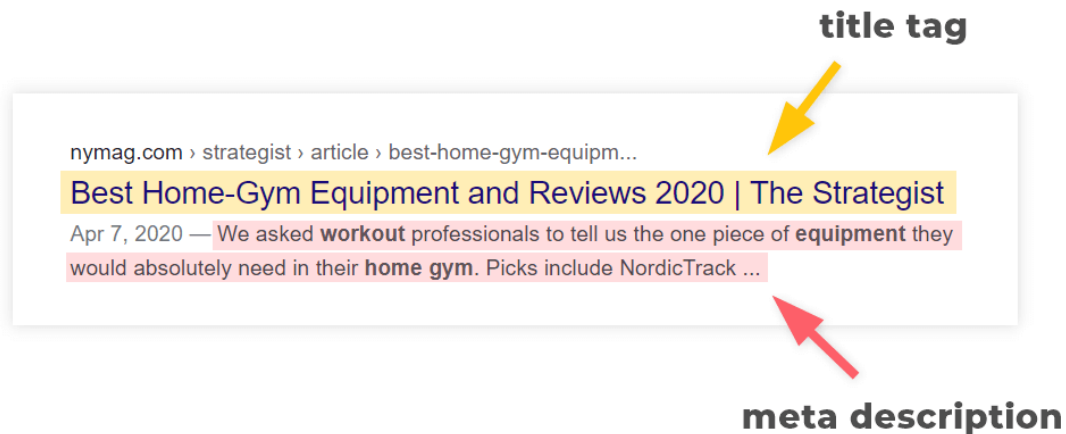 title tag
nymag.com › strategist › article › best-home-gym-equipm...
Best Home-Gym Equipment and Reviews 2020 | The Strategist
Apr 7, 2020 — We asked workout professionals to tell us the one piece of equipment they
would absolutely need in their home gym. Picks include NordicTrack ...
meta description